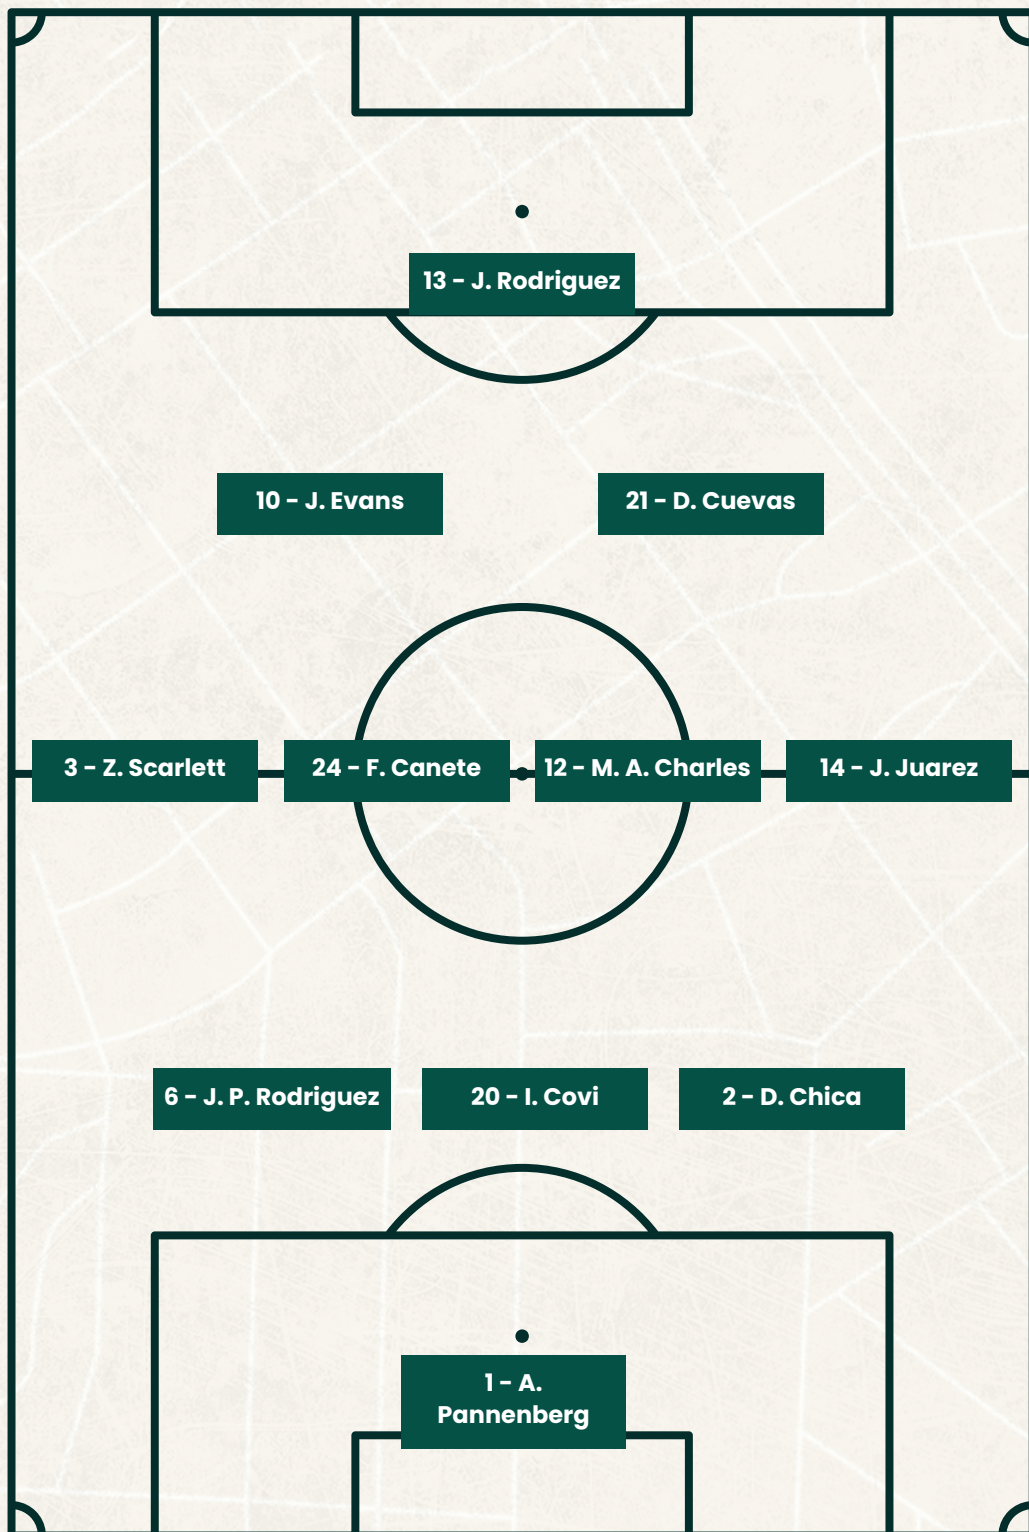 13 - J. Rodriguez
10 - J. Evans
21 - D. Cuevas
3 - Z. Scarlett
24 - F. Canete
12 - M. A. Charles
14 - J. Juarez
6 - J. P. Rodriguez
20 - I. Covi
2 - D. Chica
1 - A.
Pannenberg